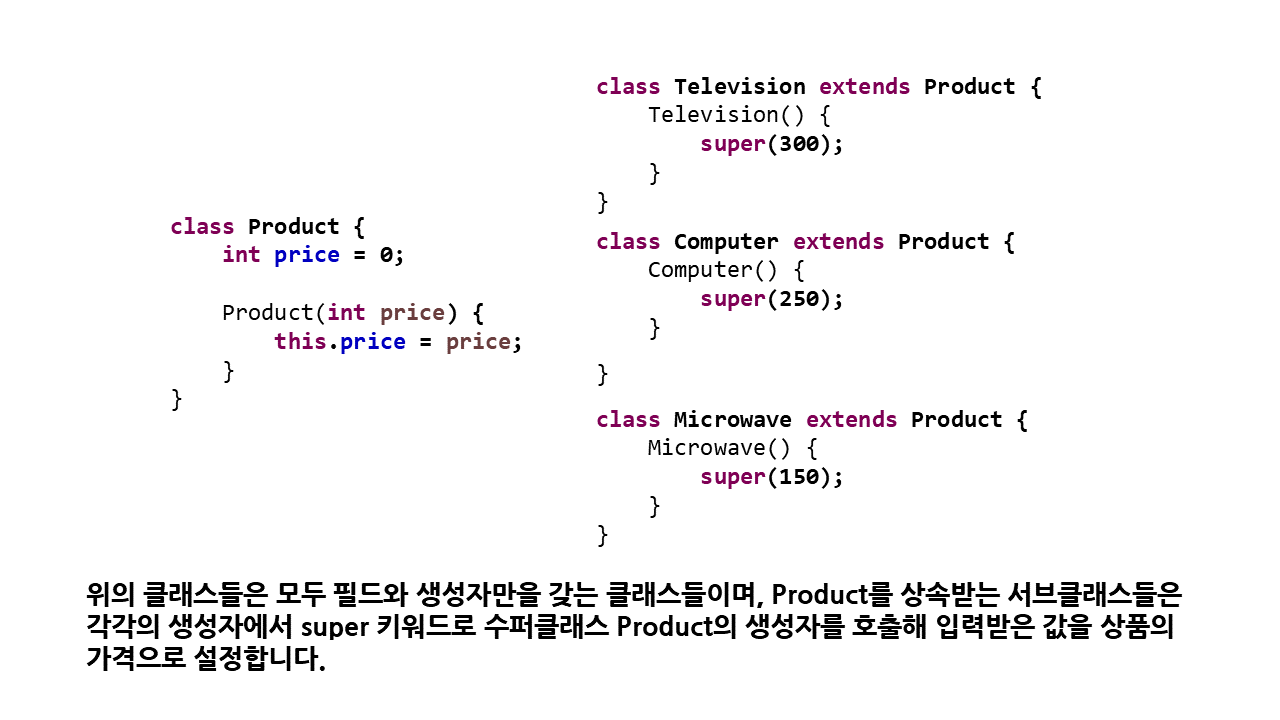 class Product {
    int price = 0;

    Product(int price) {
        this.price = price;
    }
}
class Television extends Product {
    Television() {
        super(300);
    }
}
class Computer extends Product {
    Computer() {
        super(250);
    }
}
class Microwave extends Product {
    Microwave() {
        super(150);
    }
}
위의 클래스들은 모두 필드와 생성자만을 갖는 클래스들이며, Product를 상속받는 서브클래스들은
각각의 생성자에서 super 키워드로 수퍼클래스 Product의 생성자를 호출해 입력받은 값을 상품의
가격으로 설정합니다.